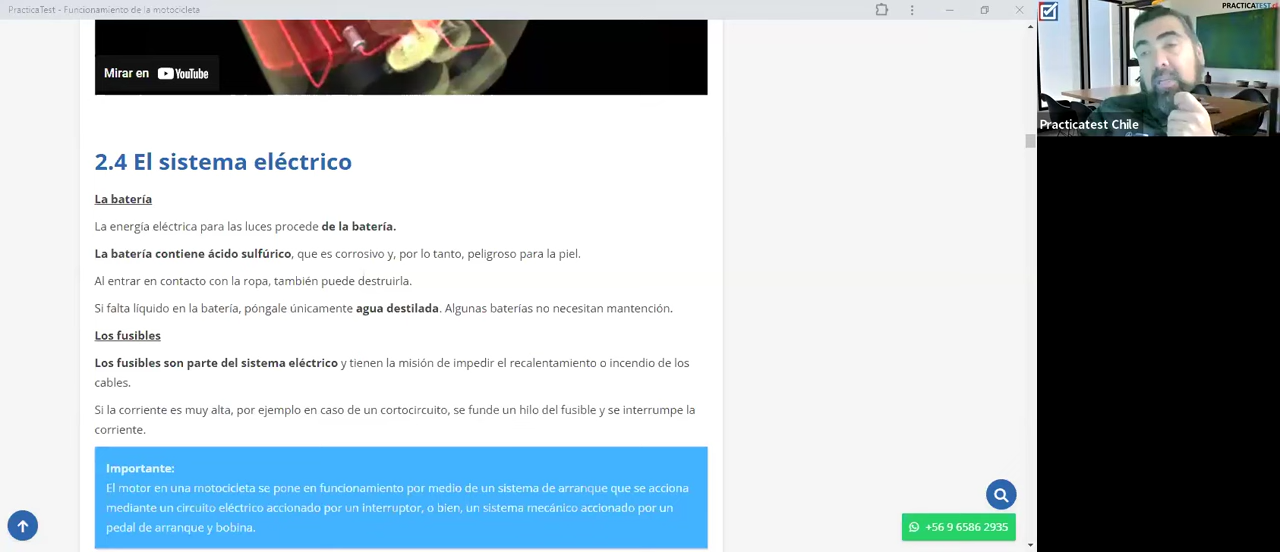 PracticaTest - Funcionamiento de la motocicleta
PRACTICATEST
Mirar en YouTube
Practicatest Chile
2.4 El sistema eléctrico
La batería
La energía eléctrica para las luces procede de la batería.
La batería contiene ácido sulfúrico, que es corrosivo y, por lo tanto, peligroso para la piel.
Al entrar en contacto con la ropa, también puede destruirla.
Si falta líquido en la batería, póngale únicamente agua destilada. Algunas baterías no necesitan mantención.
Los fusibles
Los fusibles son parte del sistema eléctrico y tienen la misión de impedir el recalentamiento o incendio de los
cables.
Si la corriente es muy alta, por ejemplo en caso de un cortocircuito, se funde un hilo del fusible y se interrumpe la
corriente.
Importante:
El motor en una motocicleta se pone en funcionamiento por medio de un sistema de arranque que se acciona
mediante un circuito eléctrico accionado por un interruptor, o bien, un sistema mecánico accionado por un
pedal de arranque y bobina.
+56 9 6586 2935